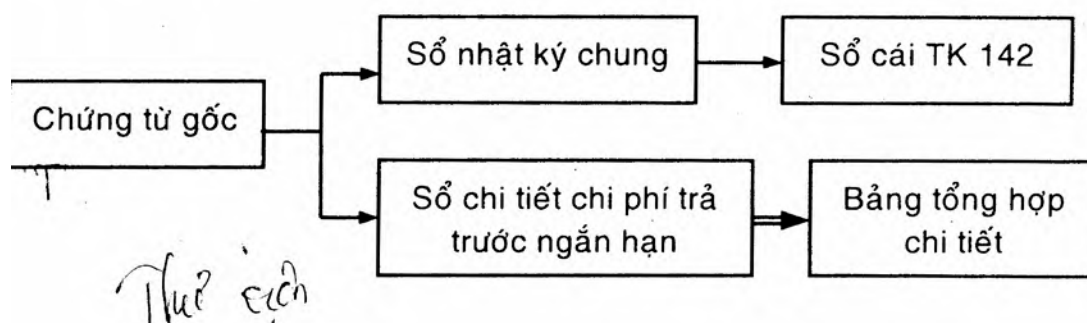 Sổ nhật ký chung
Sổ cái TK 142
Chứng từ gốc
Sổ chi tiết chi phí trả
trước ngắn hạn
Bảng tổng hợp
chi tiết